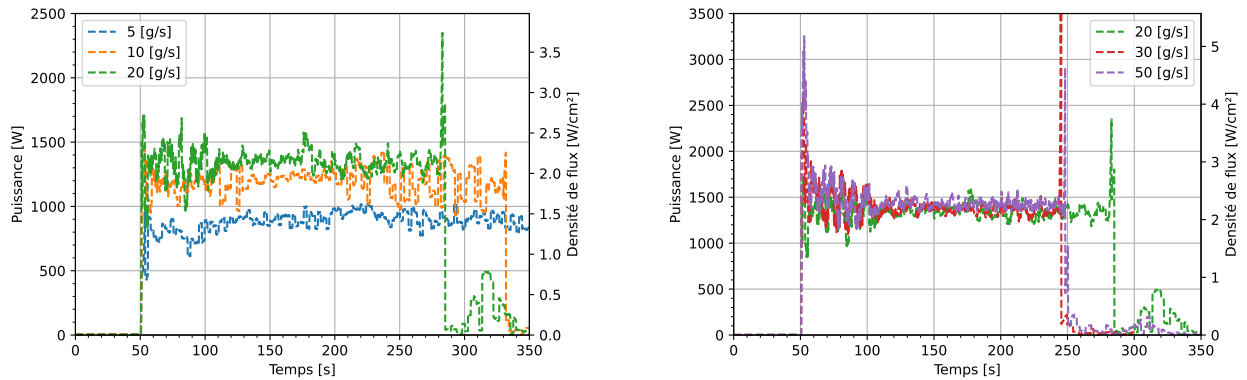 5 [g/s]
10 [g/s]
20 [g/s]
Puissance [W]
2500
2000
1500
1000
500
0
0 50 100 150 200 250 300 350
Temps [s]
3.5
3.0
2.5
2.0
1.5
1.0
0.5
0.0
Densité de flux [W/cm²]
20 [g/s]
30 [g/s]
50 [g/s]
Puissance [W]
3500
3000
2500
2000
1500
1000
500
0
0 50 100 150 200 250 300 350
Temps [s]
5
4
3
2
1
0
Densité de flux [W/cm²]